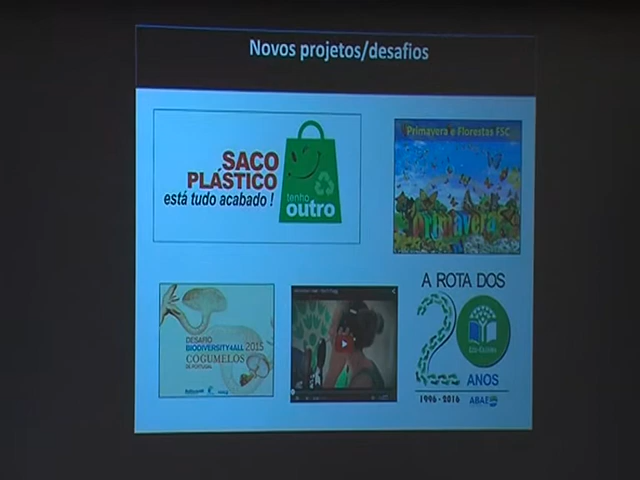 Novos projetos/desafios
SACO
PLÁSTICO
está tudo acabado !
tenho
outro
Primavera e Florestas FSC
Primavera
DESAFIO
BIODIVERSITY4ALL 2015
COGUMELOS
DE PORTUGAL
A ROTA DOS
20
Eco-Escolas
ANOS
1996 - 2016
ABAE